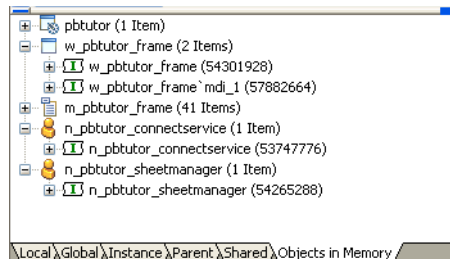 pbtutor (1 Item)
w_pbtutor_frame (2 Items)
w_pbtutor_frame (54301928)
w_pbtutor_frame`mdi_1 (57882664)
m_pbtutor_frame (41 Items)
n_pbtutor_connectservice (1 Item)
n_pbtutor_connectservice (53747776)
n_pbtutor_sheetmanager (1 Item)
n_pbtutor_sheetmanager (54265288)
Local Global Instance Parent Shared Objects in Memory